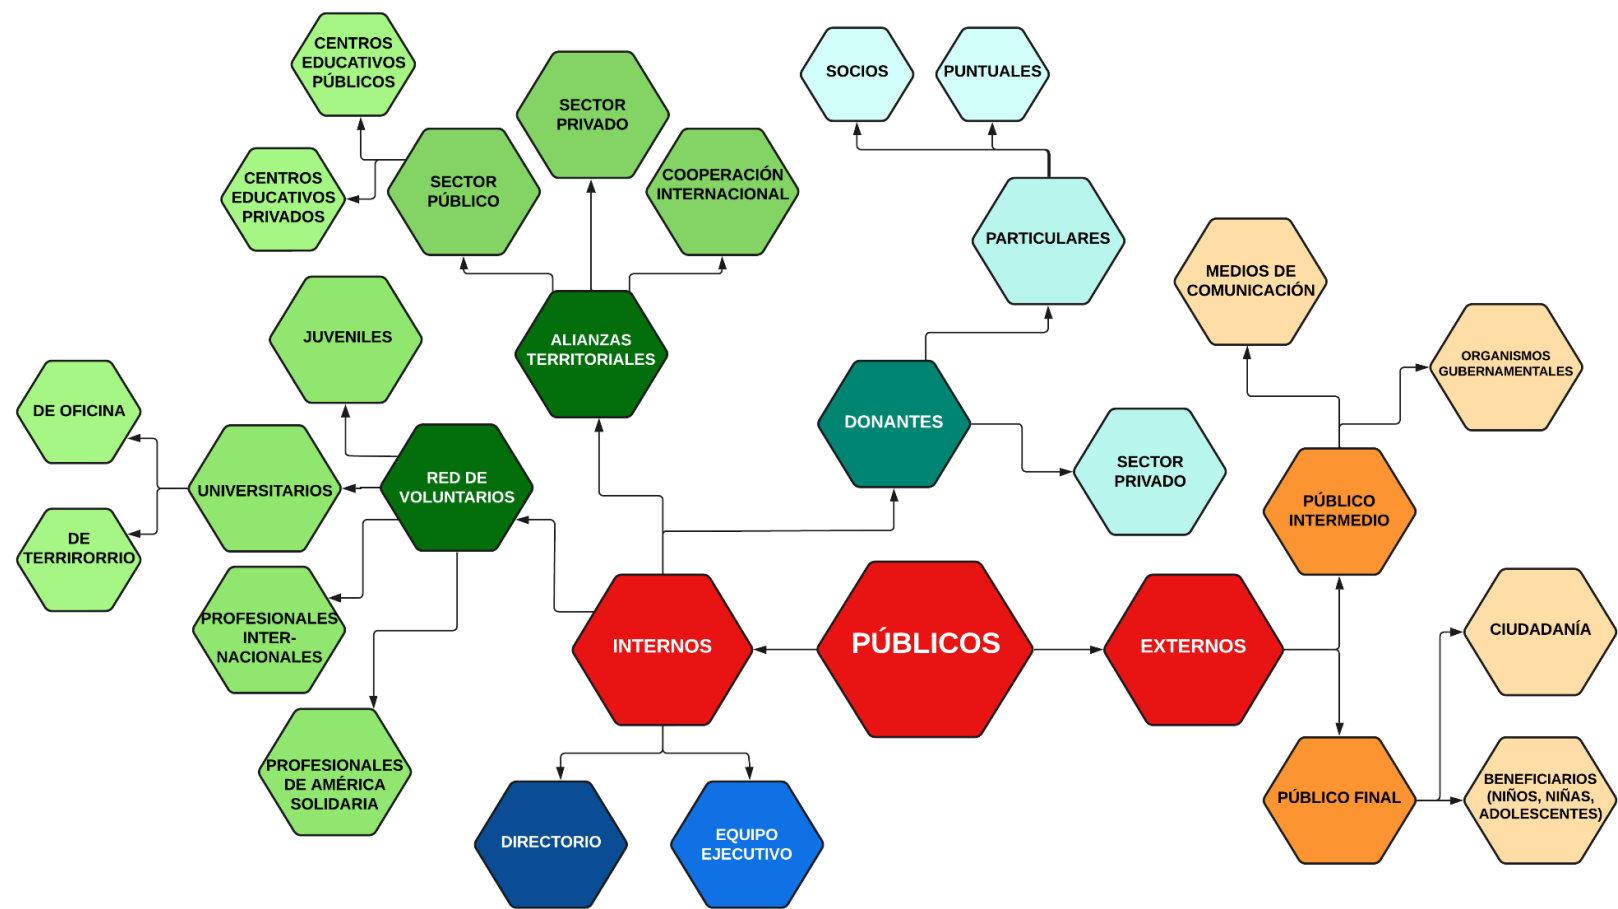 CENTROS
EDUCATIVOS
PÚBLICOS
SECTOR
PRIVADO
SOCIOS
PUNTUALES
CENTROS
EDUCATIVOS
PRIVADOS
SECTOR
PÚBLICO
COOPERACIÓN
INTERNACIONAL
PARTICULARES
MEDIOS DE
COMUNICACIÓN
JUVENILES
ALIANZAS
TERRITORIALES
ORGANISMOS
GUBERNAMENTALES
DE OFICINA
DONANTES
UNIVERSITARIOS
RED DE
VOLUNTARIOS
SECTOR
PRIVADO
PÚBLICO
INTERMEDIO
DE
TERRIRORRIO
PROFESIONALES
INTER-
NACIONALES
INTERNOS
PÚBLICOS
EXTERNOS
CIUDADANÍA
PROFESIONALES
DE AMÉRICA
SOLIDARIA
DIRECTORIO
EQUIPO
EJECUTIVO
PÚBLICO FINAL
BENEFICIARIOS
(NIÑOS, NIÑAS,
ADOLESCENTES)